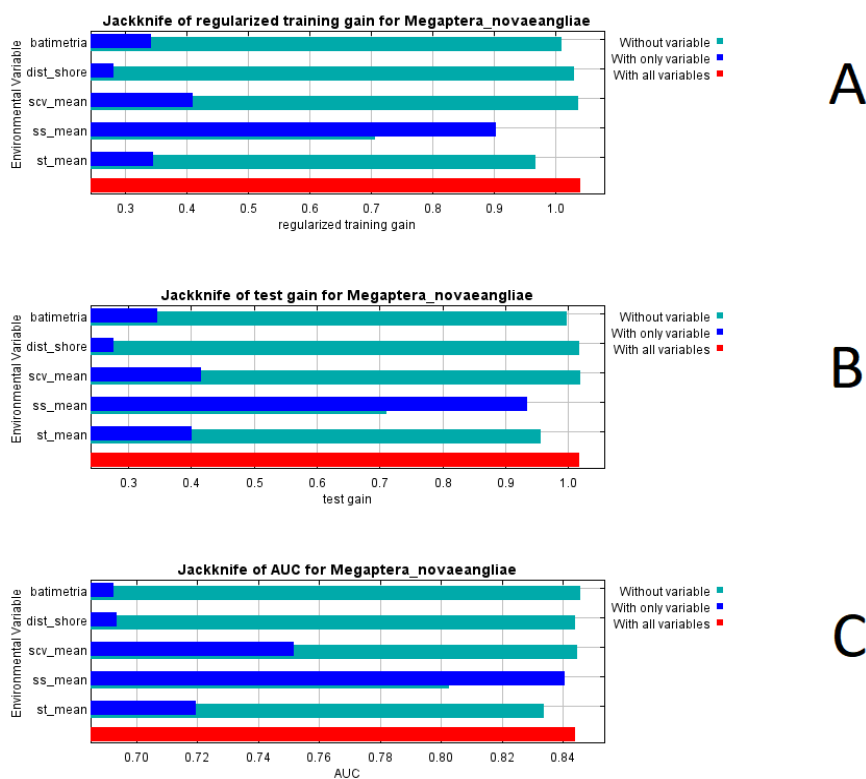 Jackknife of regularized training gain for Megaptera_novaeangliae
Environmental Variable
batimetria
dist_shore
scv_mean
ss_mean
st_mean
Without variable
With only variable
With all variables
0.3 0.4 0.5 0.6 0.7 0.8 0.9 1.0
regularized training gain
A
Jackknife of test gain for Megaptera_novaeangliae
Environmental Variable
batimetria
dist_shore
scv_mean
ss_mean
st_mean
Without variable
With only variable
With all variables
0.3 0.4 0.5 0.6 0.7 0.8 0.9 1.0
test gain
B
Jackknife of AUC for Megaptera_novaeangliae
Environmental Variable
batimetria
dist_shore
scv_mean
ss_mean
st_mean
Without variable
With only variable
With all variables
0.70 0.72 0.74 0.76 0.78 0.80 0.82 0.84
AUC
C